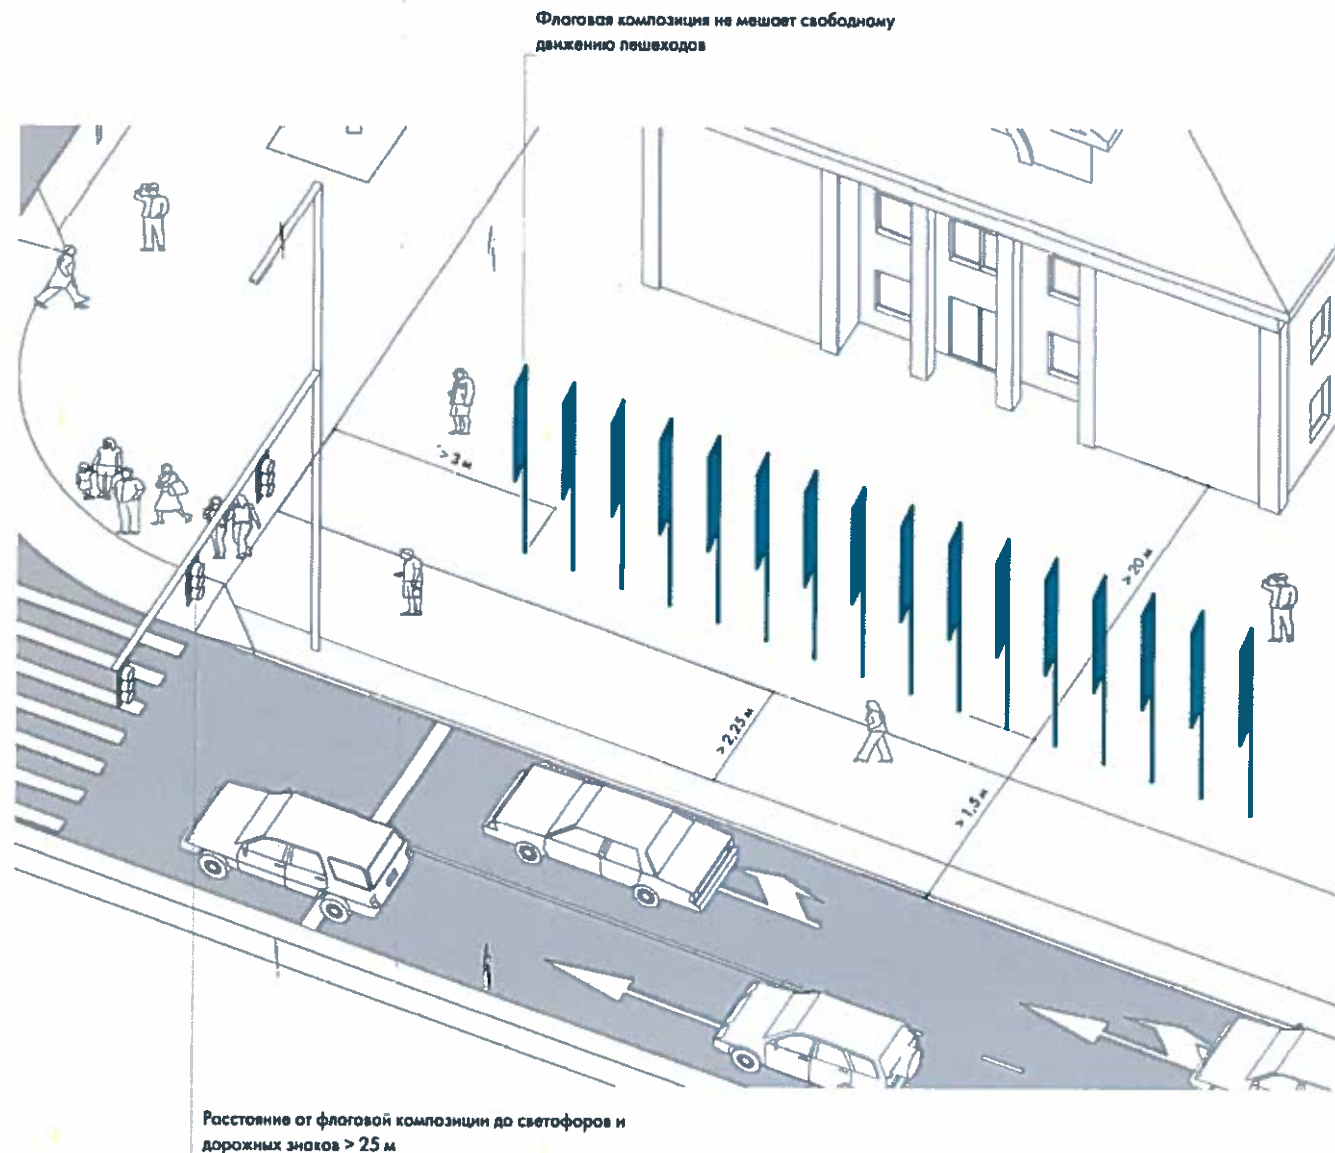 Флаговая композиция не мешает свободному
движению пешеходов
> 3 м
> 20 м
> 2,25 м
> 1,5 м
Расстояние от флаговой композиции до светофоров и
дорожных знаков > 25 м